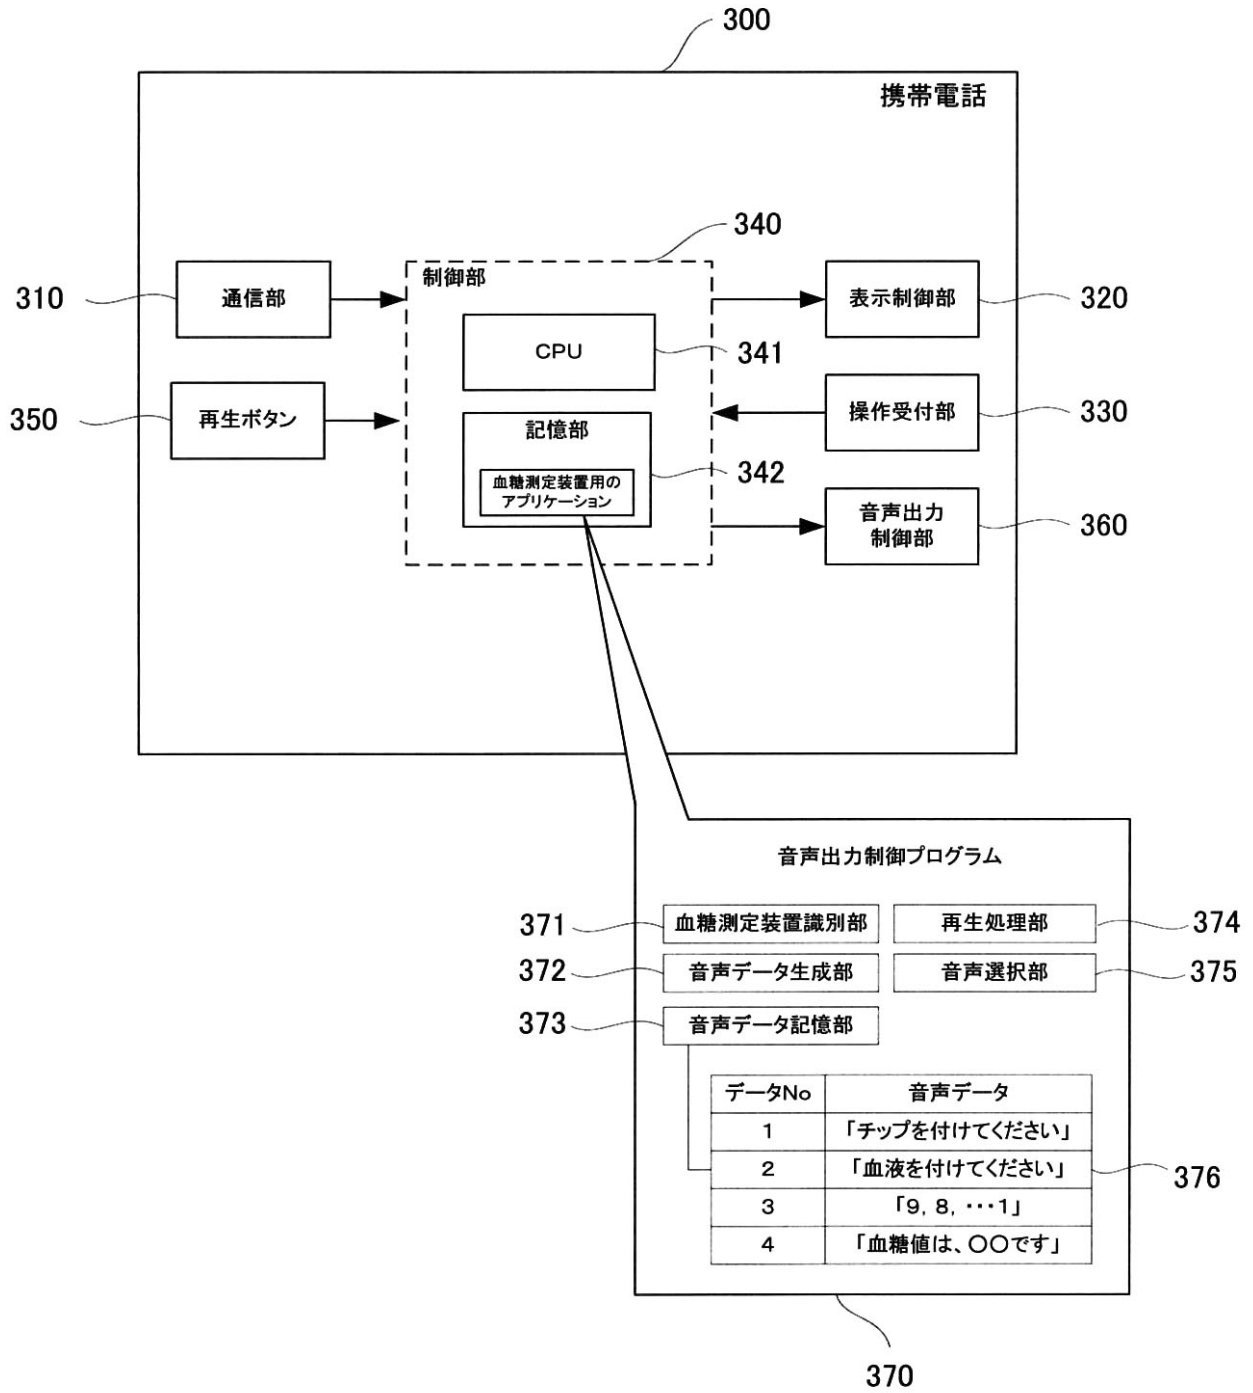 300
携帯電話
340
制御部
310
通信部
表示制御部
320
CPU
341
350
再生ボタン
操作受付部
330
記憶部
342
血糖測定装置用の
アプリケーション
音声出力
制御部
360
音声出力制御プログラム
371
血糖測定装置識別部
再生処理部
374
372
音声データ生成部
音声選択部
375
373
音声データ記憶部
データNo
音声データ
1
「チップを付けてください」
2
「血液を付けてください」
376
3
「9, 8, ・・・1」
4
「血糖値は、〇〇です」
370